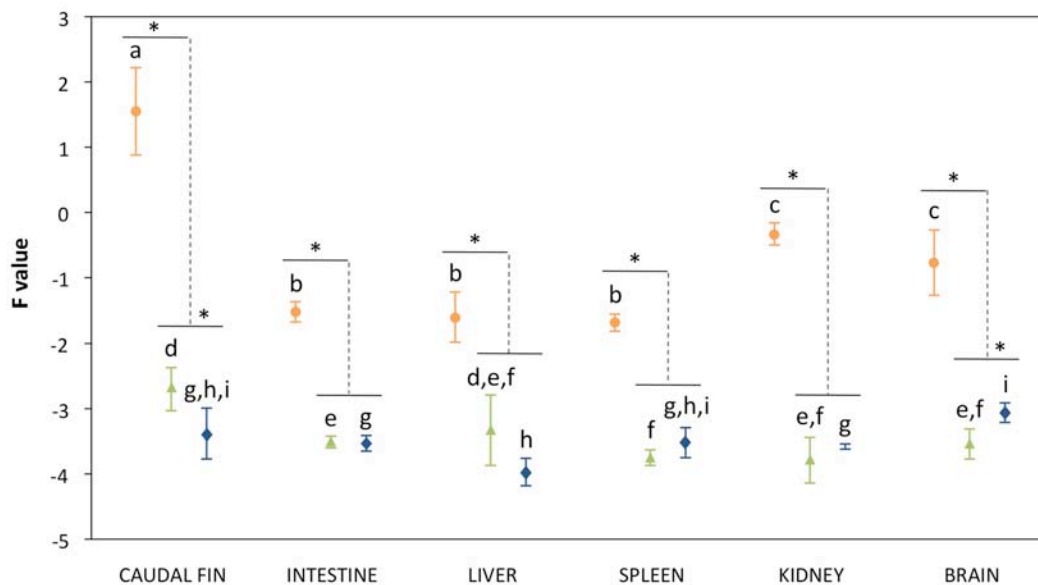 F value
3
2
1
0
-1
-2
-3
-4
-5
*
a
*
d
g,h,i
*
b
e
g
*
b
d,e,f
h
*
b
f
g,h,i
*
c
e,f
g
*
c
*
e,f
i
CAUDAL FIN
INTESTINE
LIVER
SPLEEN
KIDNEY
BRAIN